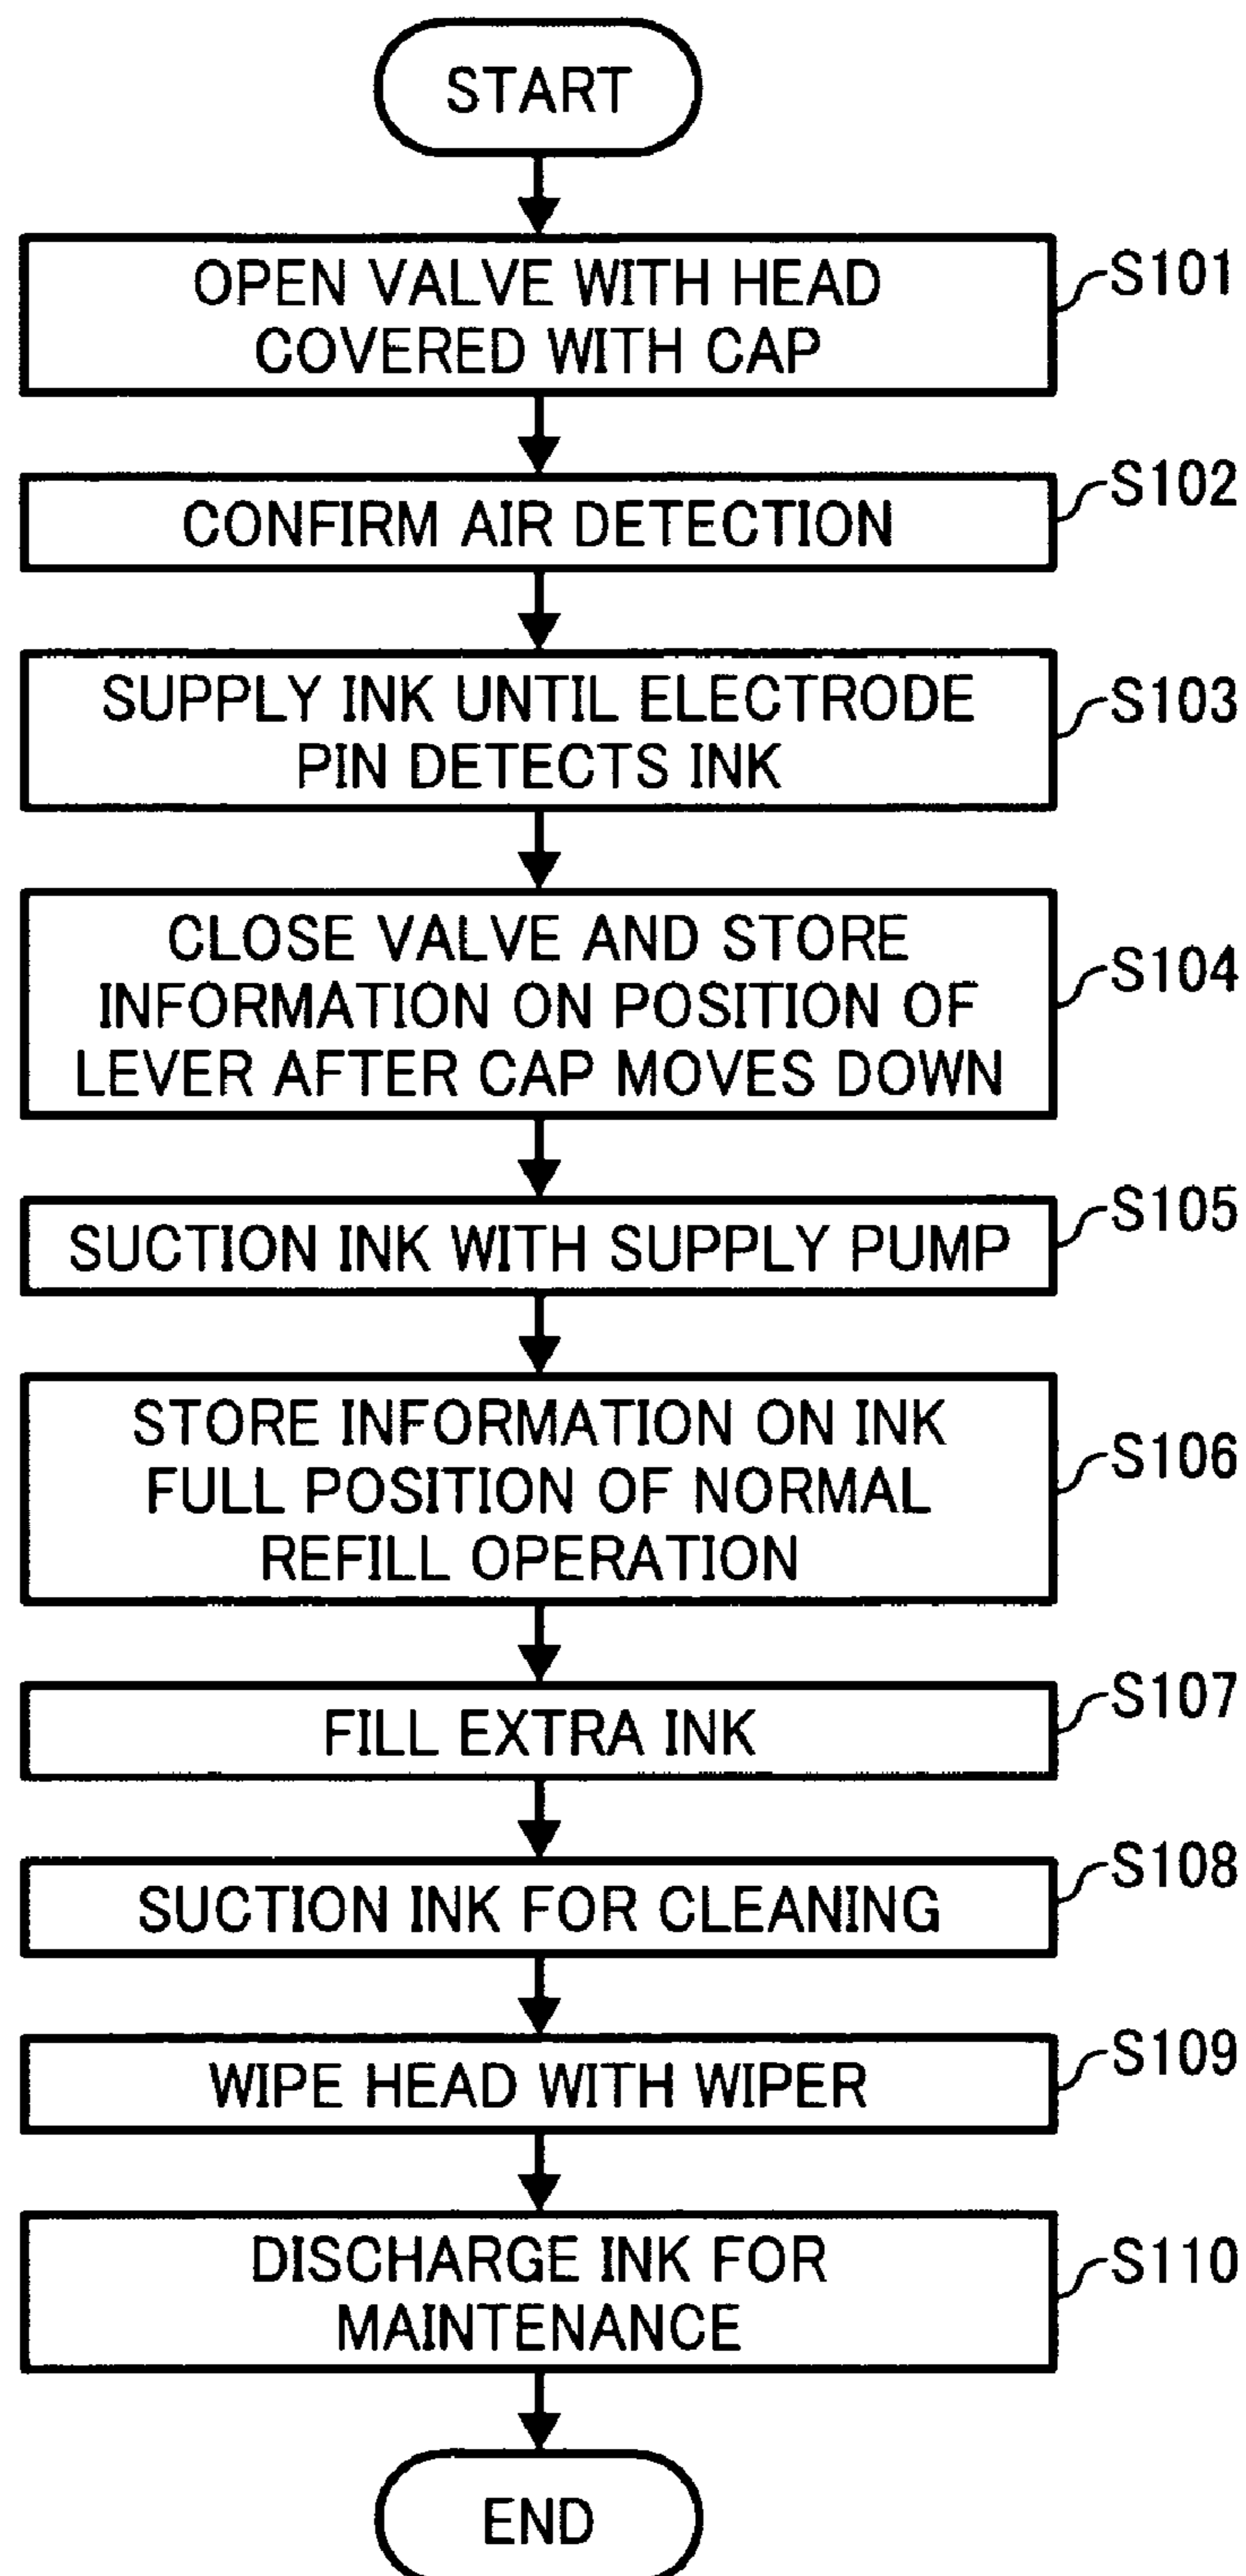 START
OPEN VALVE WITH HEAD
COVERED WITH CAP
S101
CONFIRM AIR DETECTION
S102
SUPPLY INK UNTIL ELECTRODE
PIN DETECTS INK
S103
CLOSE VALVE AND STORE
INFORMATION ON POSITION OF
LEVER AFTER CAP MOVES DOWN
S104
SUCTION INK WITH SUPPLY PUMP
S105
STORE INFORMATION ON INK
FULL POSITION OF NORMAL
REFILL OPERATION
S106
FILL EXTRA INK
S107
SUCTION INK FOR CLEANING
S108
WIPE HEAD WITH WIPER
S109
DISCHARGE INK FOR
MAINTENANCE
S110
END